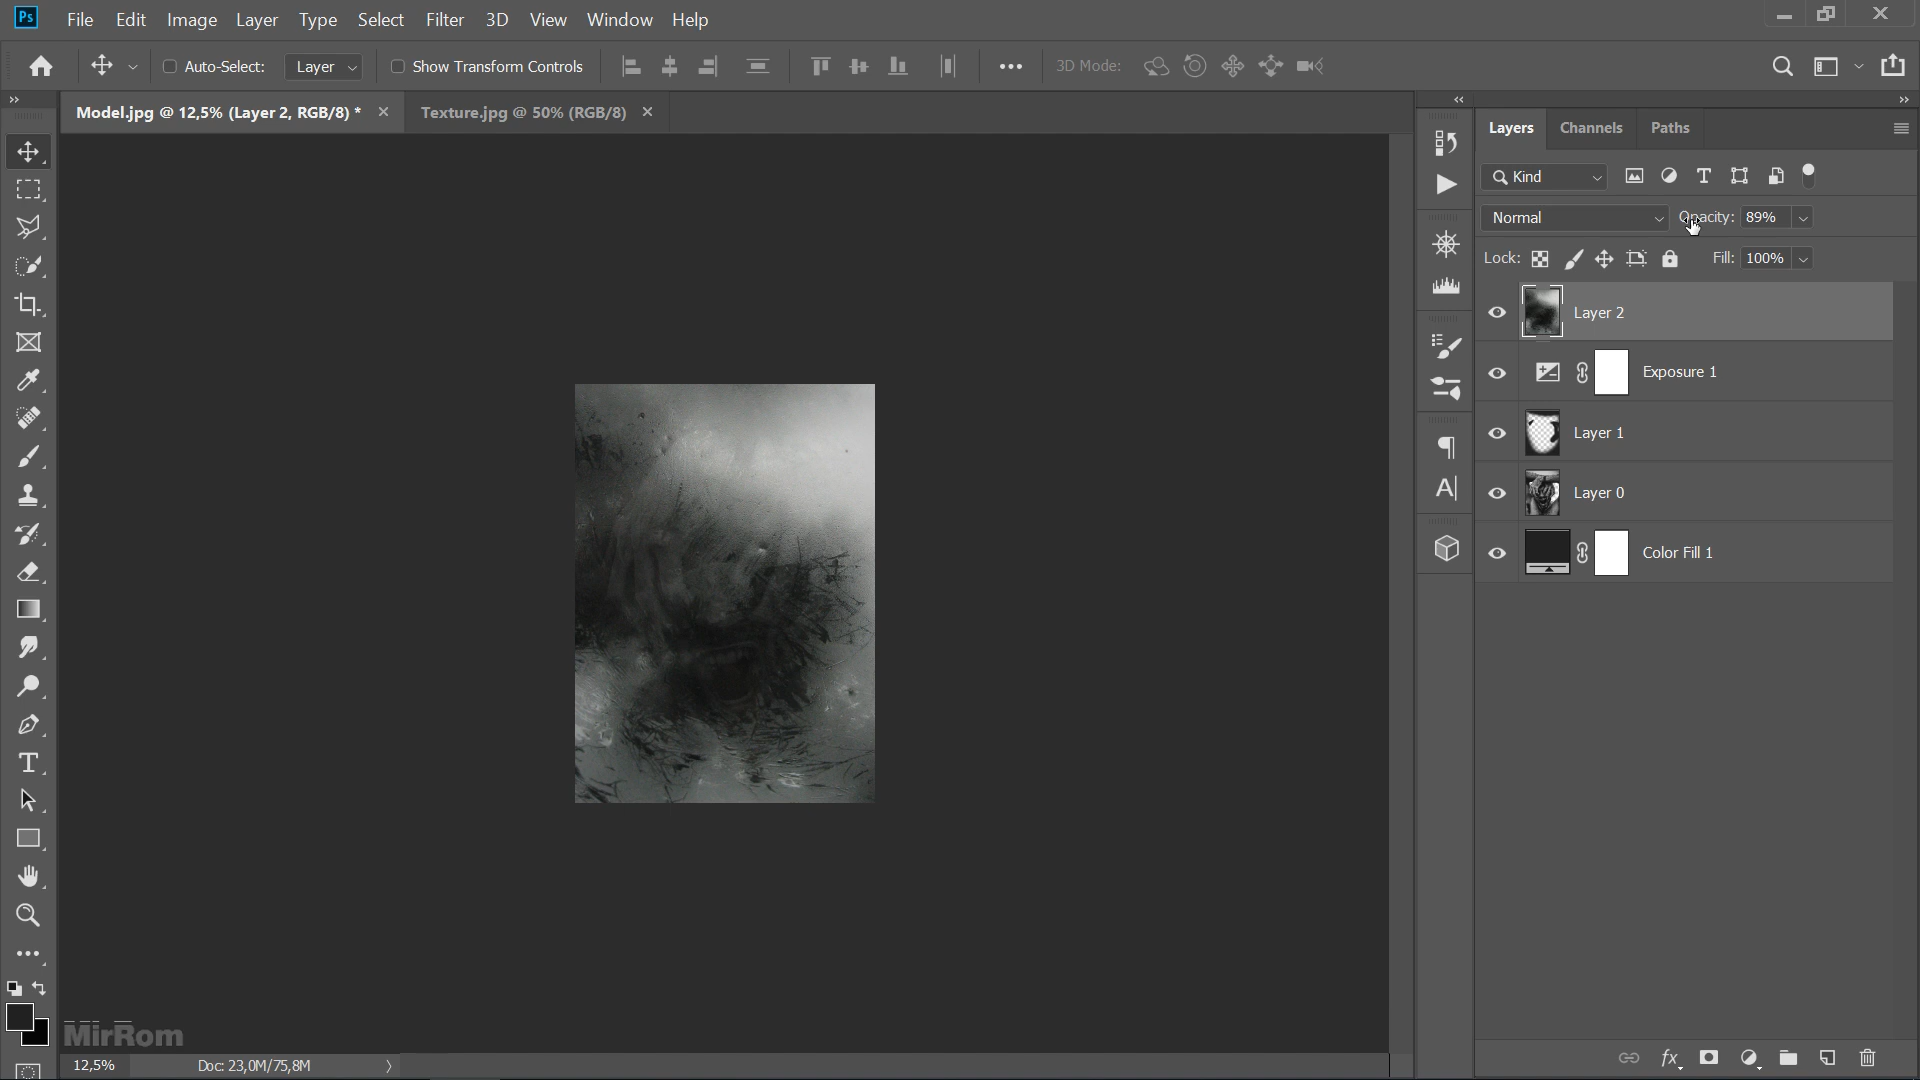 Ps File Edit Image Layer Type Select Filter 3D View Window Help
Auto-Select: Layer Show Transform Controls 3D Mode:
Model.jpg @ 12,5% (Layer 2, RGB/8) * Texture.jpg @ 50% (RGB/8)
Layers Channels Paths
Kind
Normal Opacity: 89%
Lock: Fill: 100%
Layer 2
Exposure 1
Layer 1
Layer 0
Color Fill 1
MirRom
12,5% Doc: 23,0M/75,8M
fx